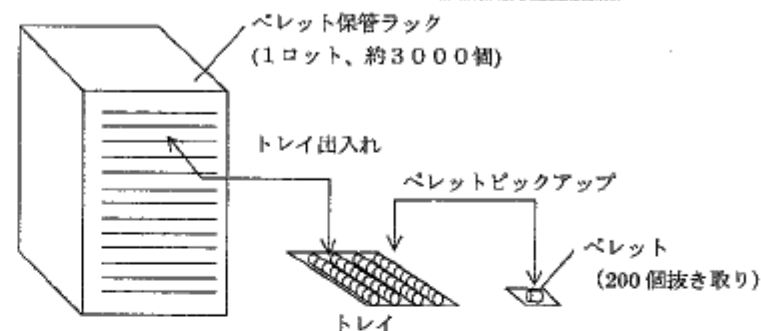 ペレット保管ラック
(1ロット、約3000個)
トレイ出入れ
ペレットピックアップ
ペレット
(200個抜き取り)
トレイ